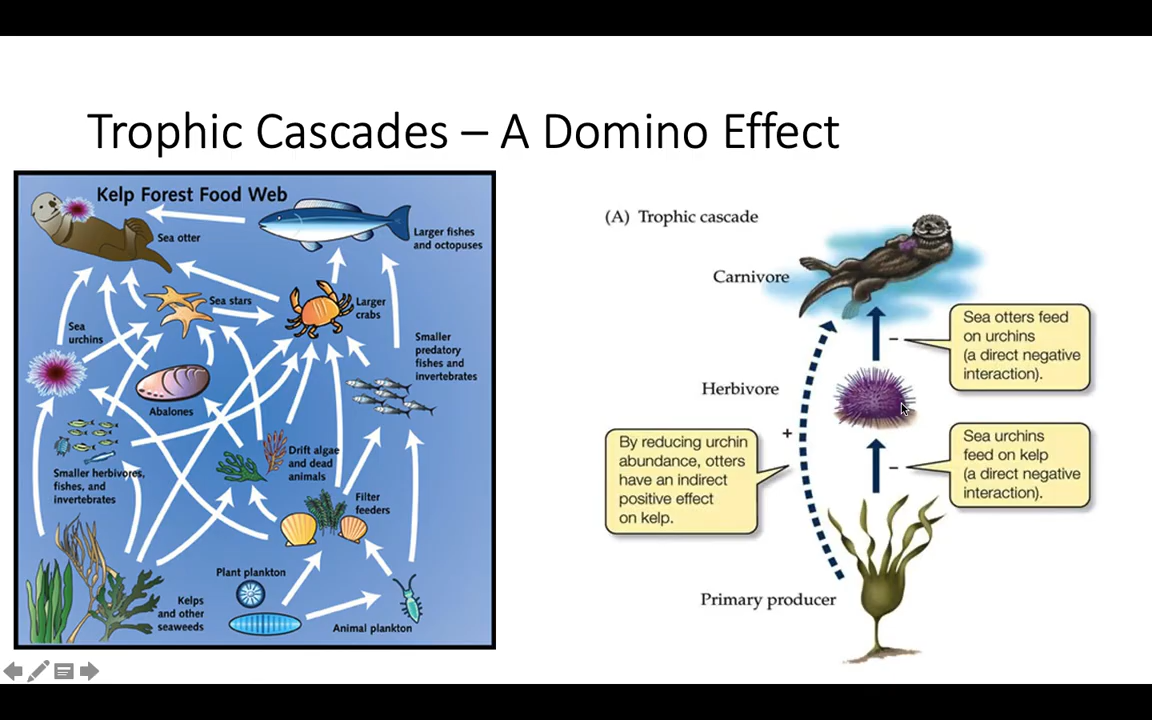 Trophic Cascades – A Domino Effect
Kelp Forest Food Web
Sea otter
Larger fishes
and octopuses
Sea stars
Larger
crabs
Sea
urchins
Smaller
predatory
fishes and
invertebrates
Abalones
Drift algae
and dead
animals
Smaller herbivores,
fishes, and
invertebrates
Filter
feeders
Plant plankton
Kelps
and other
seaweeds
Animal plankton
(A) Trophic cascade
Carnivore
Sea otters feed
on urchins
(a direct negative
interaction).
–
Herbivore
+
By reducing urchin
abundance, otters
have an indirect
positive effect
on kelp.
Sea urchins
feed on kelp
(a direct negative
interaction).
–
Primary producer